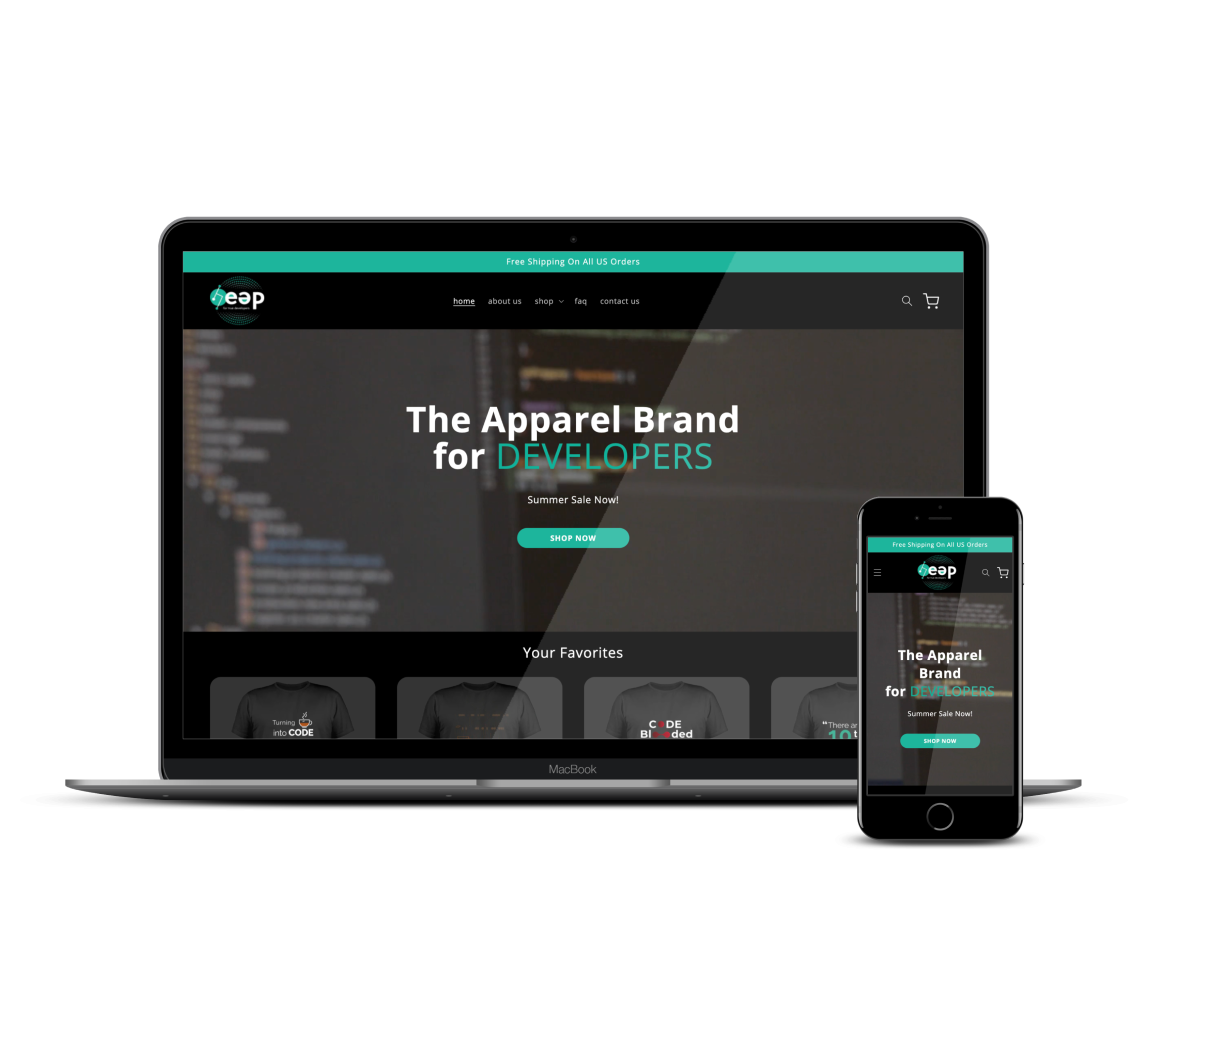 Free Shipping On All US Orders
home about us shop faq contact us
The Apparel Brand
for DEVELOPERS
Summer Sale Now!
SHOP NOW
Your Favorites
Turning
into CODE
C DE
Bl ded
“There ar
10 t
MacBook
Free Shipping On All US Orders
The Apparel
Brand
for DEVELOPERS
Summer Sale Now!
SHOP NOW